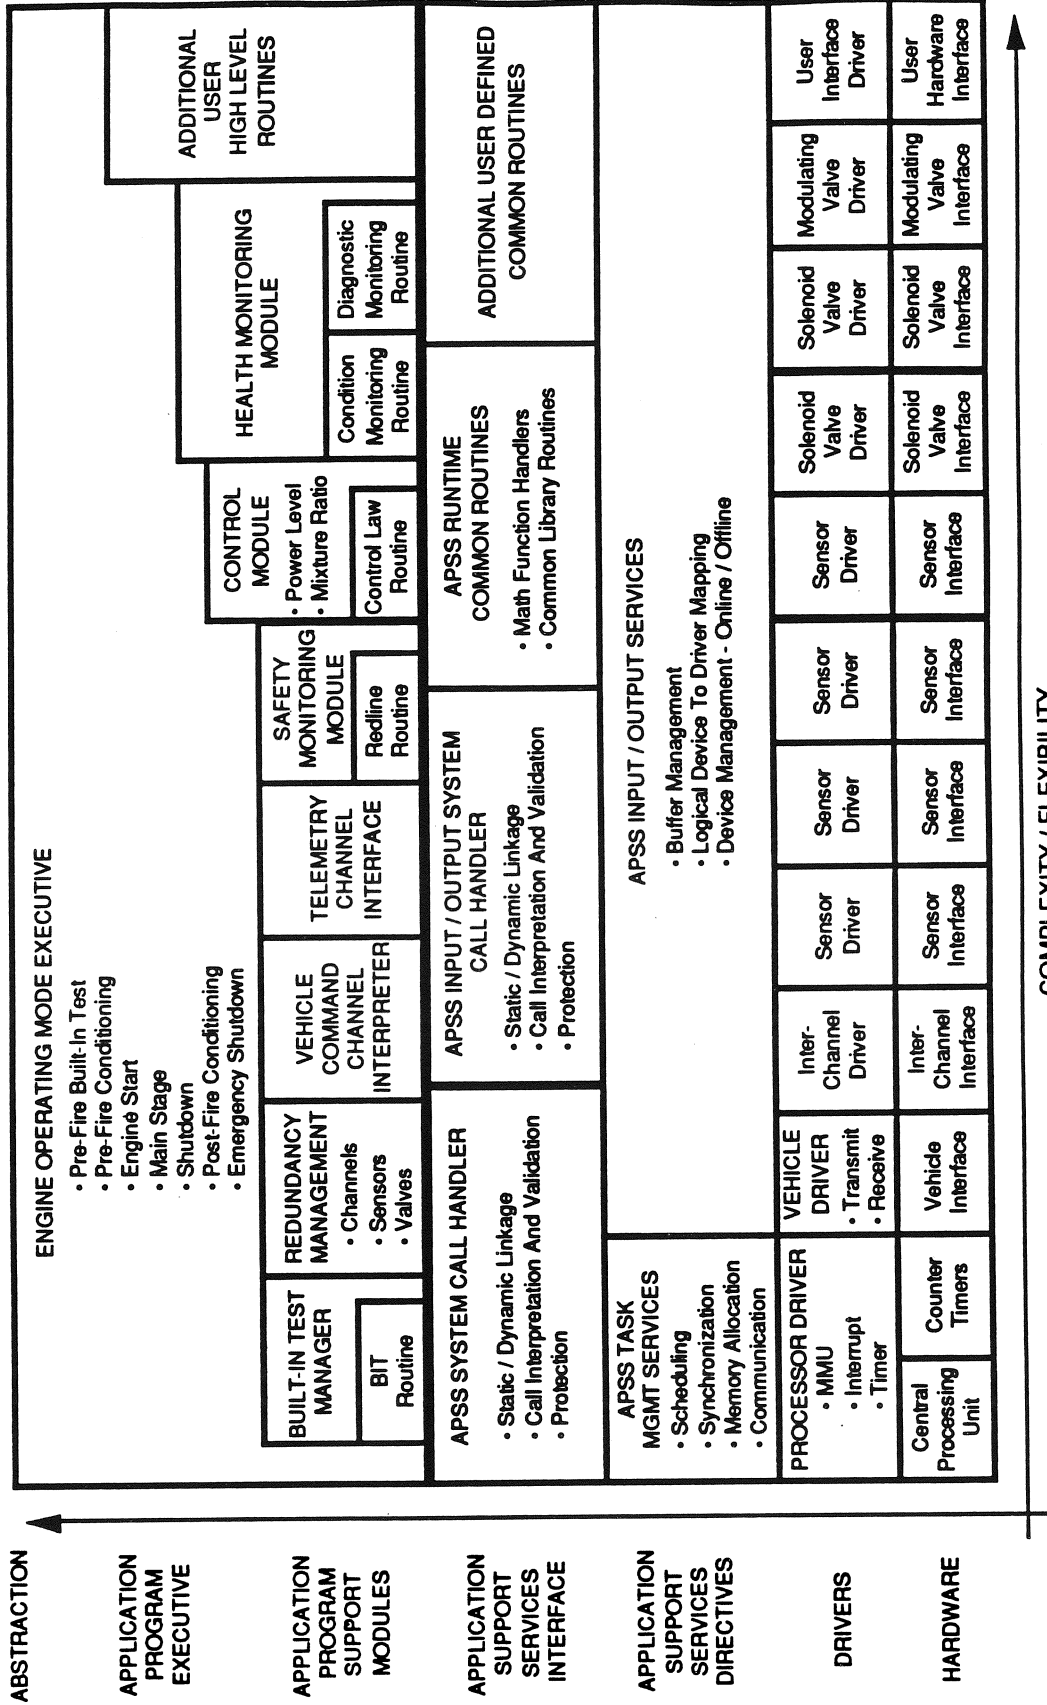 ABSTRACTION
APPLICATION
PROGRAM
EXECUTIVE
ENGINE OPERATING MODE EXECUTIVE
• Pre-Fire Built-In Test
• Pre-Fire Conditioning
• Engine Start
• Main Stage
• Shutdown
• Post-Fire Conditioning
• Emergency Shutdown
APPLICATION
PROGRAM
SUPPORT
MODULES
BUILT-IN TEST
MANAGER
BIT
Routine
REDUNDANCY
MANAGEMENT
• Channels
• Sensors
• Valves
VEHICLE
COMMAND
CHANNEL
INTERPRETER
TELEMETRY
CHANNEL
INTERFACE
SAFETY
MONITORING
MODULE
Redline
Routine
CONTROL
MODULE
• Power Level
• Mixture Ratio
Control Law
Routine
HEALTH MONITORING
MODULE
Condition
Monitoring
Routine
Diagnostic
Monitoring
Routine
ADDITIONAL
USER
HIGH LEVEL
ROUTINES
APPLICATION
SUPPORT
SERVICES
INTERFACE
APSS SYSTEM CALL HANDLER
• Static / Dynamic Linkage
• Call Interpretation And Validation
• Protection
APSS INPUT / OUTPUT SYSTEM
CALL HANDLER
• Static / Dynamic Linkage
• Call Interpretation And Validation
• Protection
APSS RUNTIME
COMMON ROUTINES
• Math Function Handlers
• Common Library Routines
ADDITIONAL USER DEFINED
COMMON ROUTINES
APPLICATION
SUPPORT
SERVICES
DIRECTIVES
APSS TASK
MGMT SERVICES
• Scheduling
• Synchronization
• Memory Allocation
• Communication
APSS INPUT / OUTPUT SERVICES
• Buffer Management
• Logical Device To Driver Mapping
• Device Management - Online / Offline
DRIVERS
PROCESSOR DRIVER
• MMU
• Interrupt
• Timer
VEHICLE
DRIVER
• Transmit
• Receive
Inter-
Channel
Driver
Sensor
Driver
Sensor
Driver
Sensor
Driver
Sensor
Driver
Solenoid
Valve
Driver
Solenoid
Valve
Driver
Modulating
Valve
Driver
User
Interface
Driver
HARDWARE
Central
Processing
Unit
Counter
Timers
Vehicle
Interface
Inter-
Channel
Interface
Sensor
Interface
Sensor
Interface
Sensor
Interface
Sensor
Interface
Solenoid
Valve
Interface
Solenoid
Valve
Interface
Modulating
Valve
Interface
User
Hardware
Interface
COMPLEXITY / FLEXIBILITY